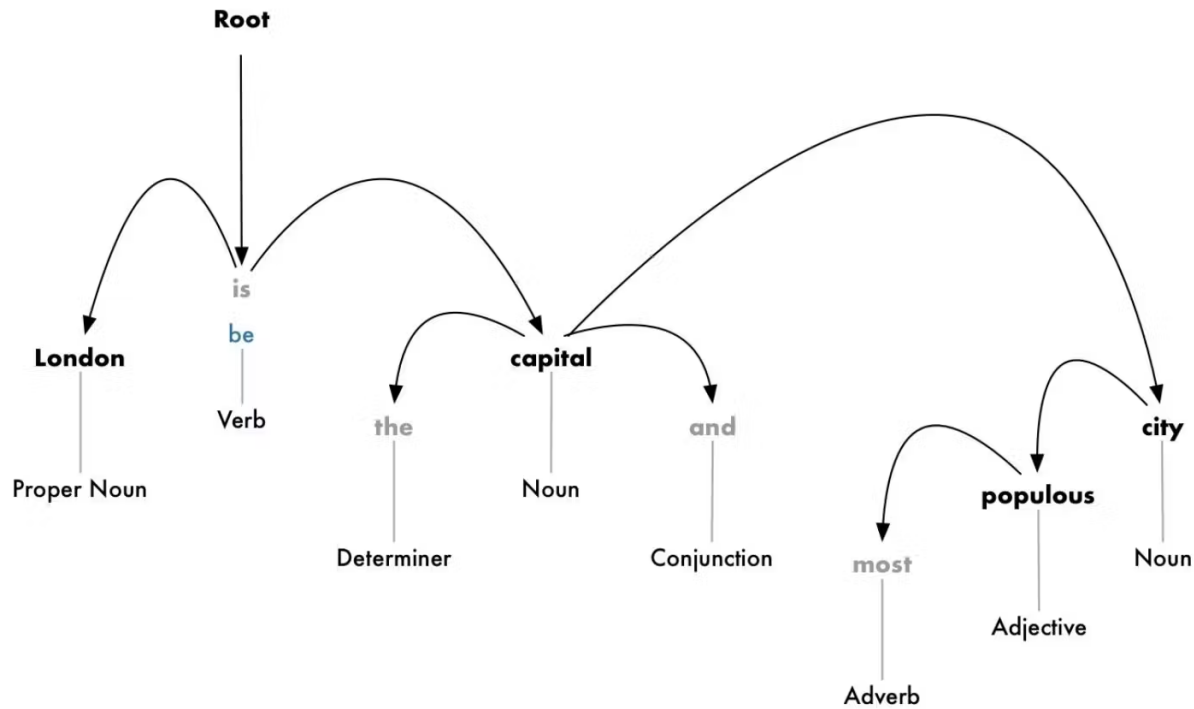 Root
is
be
Verb
London
Proper Noun
capital
Noun
the
Determiner
and
Conjunction
city
Noun
populous
Adjective
most
Adverb